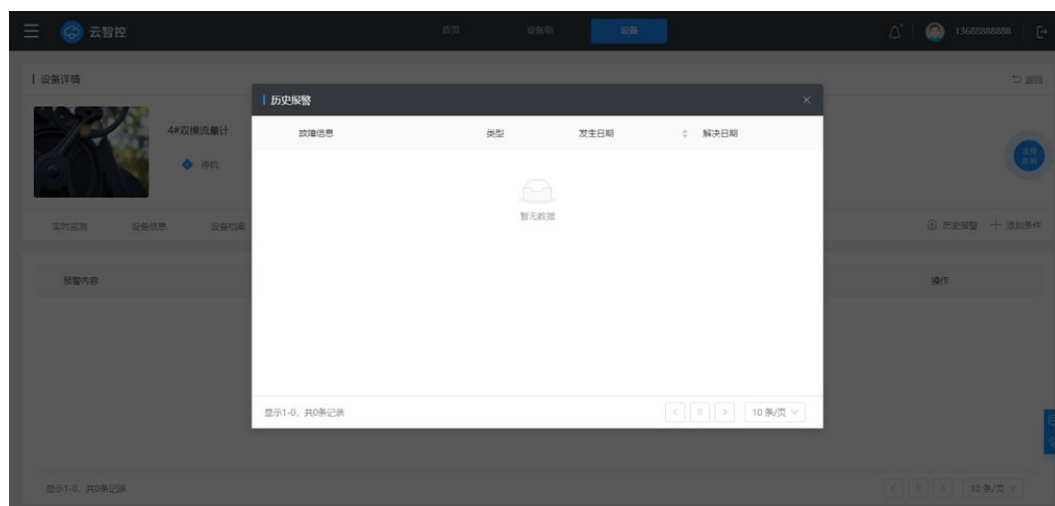 云智控
首页 设备组 设备
13688888888
设备详情
返回
历史报警
4#双模流量计
停机
远程
控制
故障信息 类型 发生日期 解决日期
暂无数据
实时监测 设备信息 设备档案
历史报警 添加条件
预警内容 操作
显示1-0，共0条记录
0
10 条/页
显示1-0，共0条记录
0
10 条/页